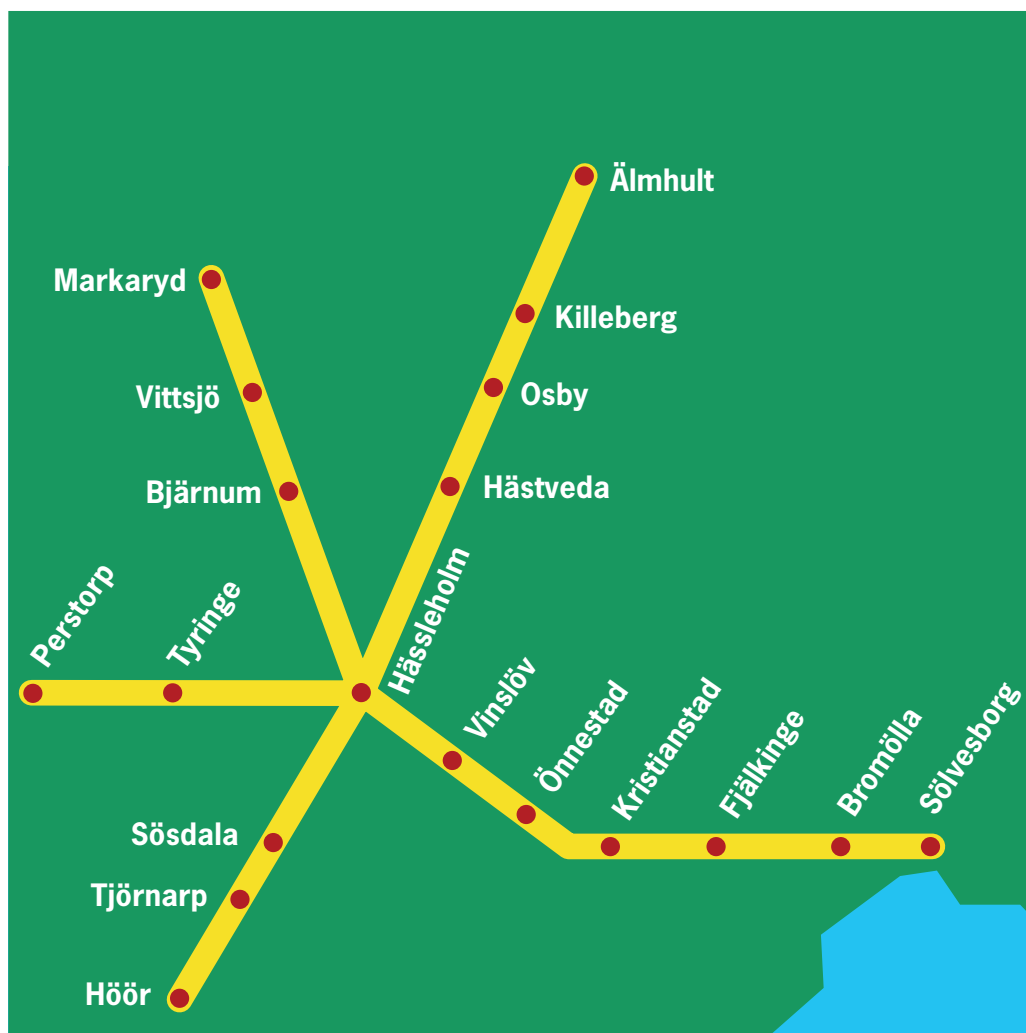 Älmhult
Markaryd
Killeberg
Vittsjö
Osby
Bjärnum
Hästveda
Perstorp
Tyringe
Hässleholm
Vinslöv
Önnestad
Kristianstad
Fjälkinge
Bromölla
Sölvesborg
Sösdala
Tjörnarp
Höör